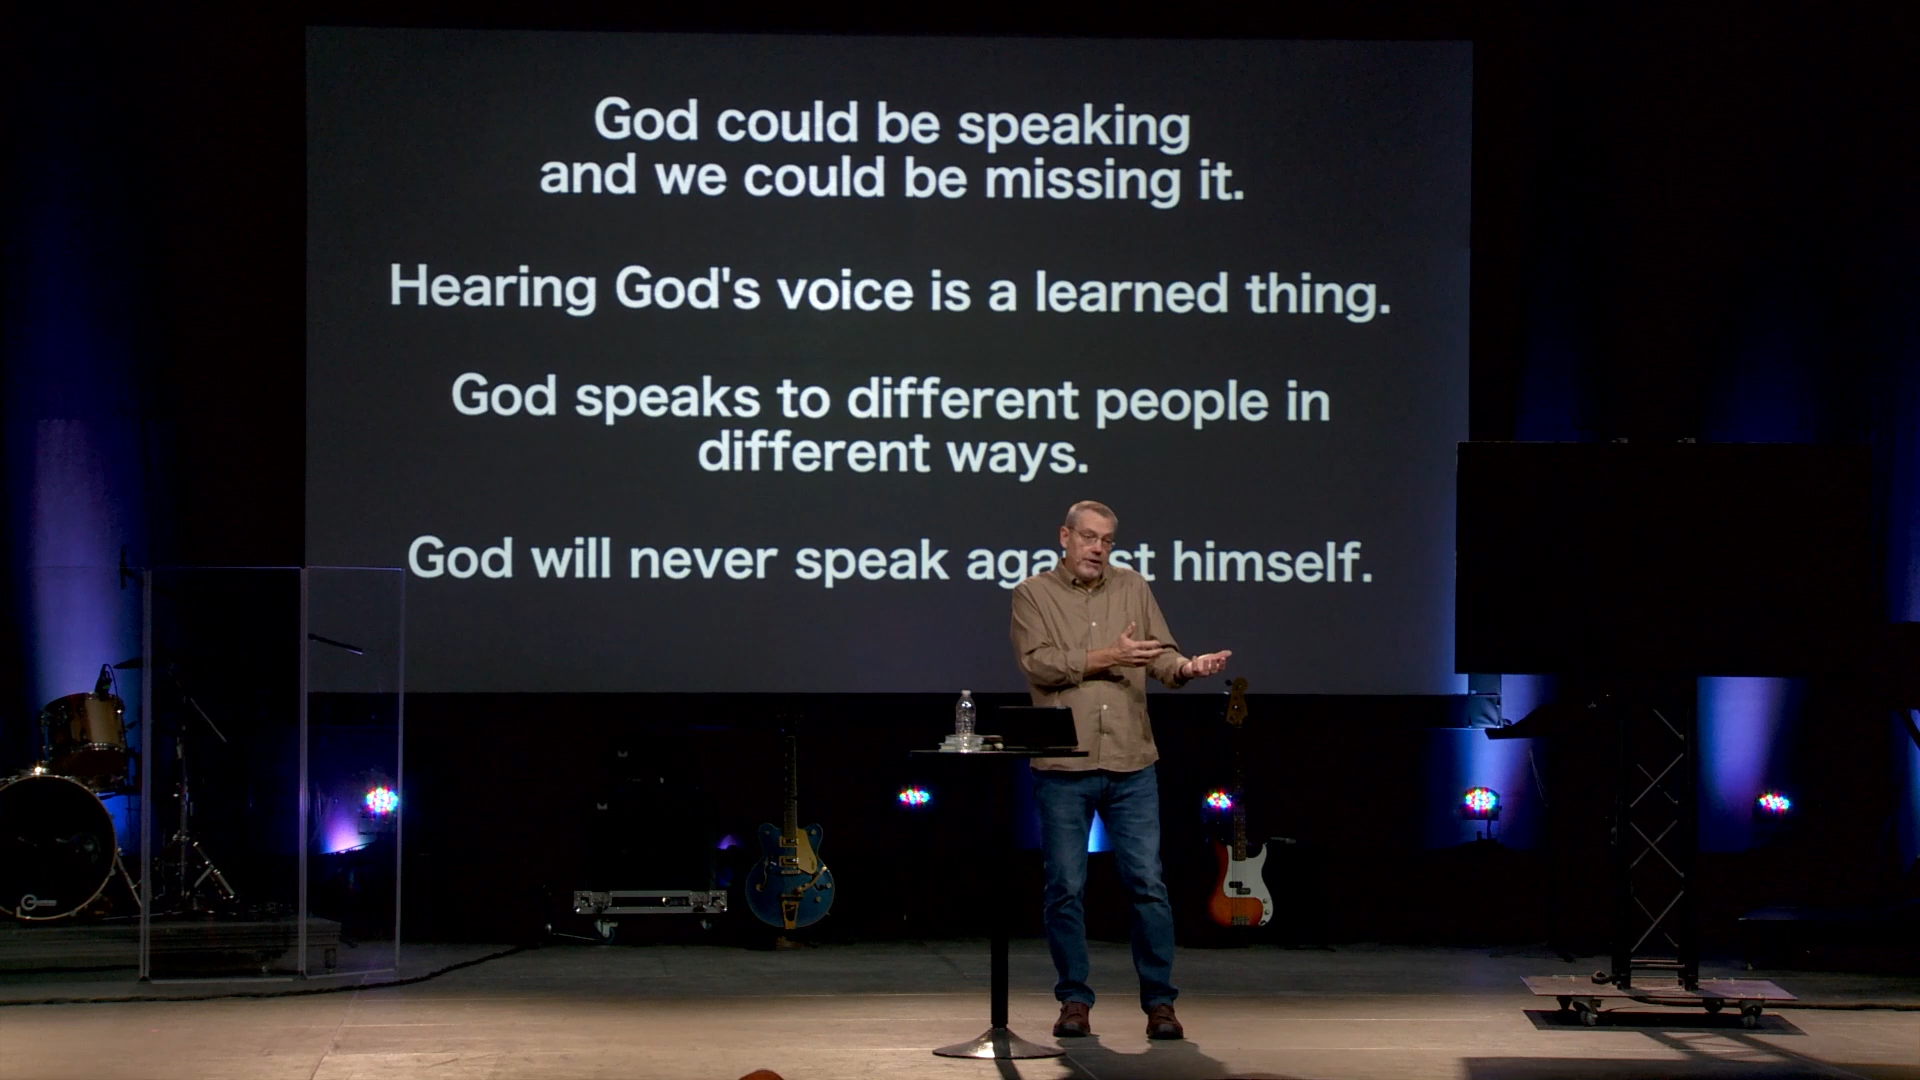 God could be speaking
and we could be missing it.
Hearing God's voice is a learned thing.
God speaks to different people in
different ways.
God will never speak against himself.